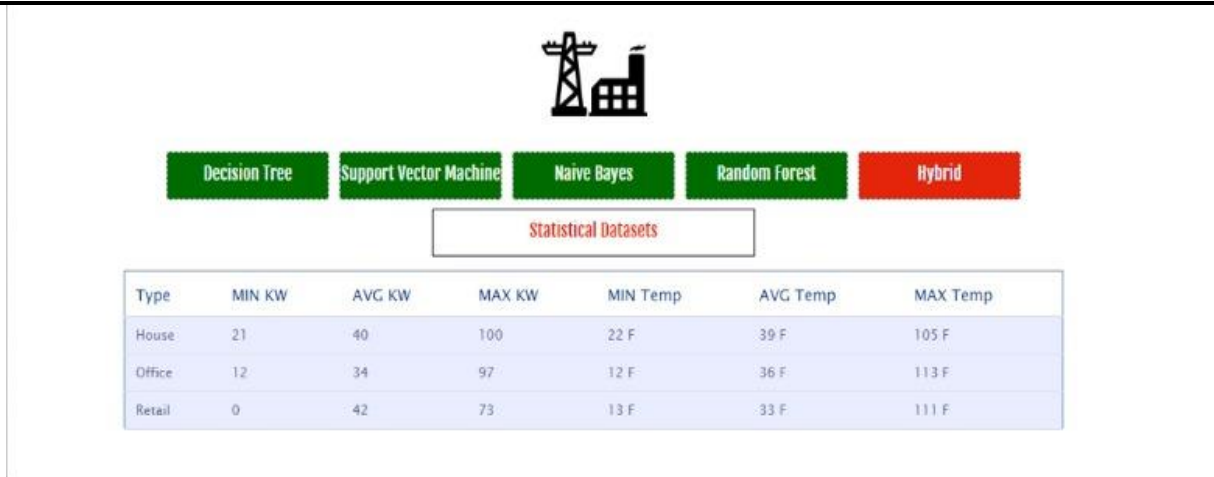 Decision Tree Support Vector Machine Naive Bayes Random Forest Hybrid
Statistical Datasets
Type MIN KW AVG KW MAX KW MIN Temp AVG Temp MAX Temp
House 21 40 100 22 F 39 F 105 F
Office 12 34 97 12 F 36 F 113 F
Retail 0 42 73 13 F 33 F 111 F